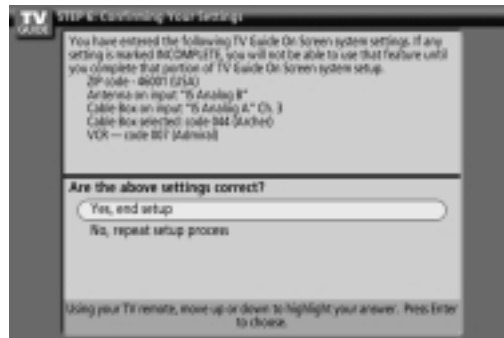 TV
GUIDE
STEP 6: Confirming Your Settings
You have entered the following TV Guide On Screen system settings. If any
setting is marked INCOMPLETE, you will not be able to use that feature until
you complete that portion of TV Guide On Screen system setup.
ZIP code - 46001 (USA)
Antenna on input "15 Analog B"
Cable Box on input "15 Analog A" Ch. 3
Cable Box selected: code 044 (Archer)
VCR — code 007 (Admiral)
Are the above settings correct?
Yes, end setup
No, repeat setup process
Using your TV remote, move up or down to highlight your answer. Press Enter
to choose.